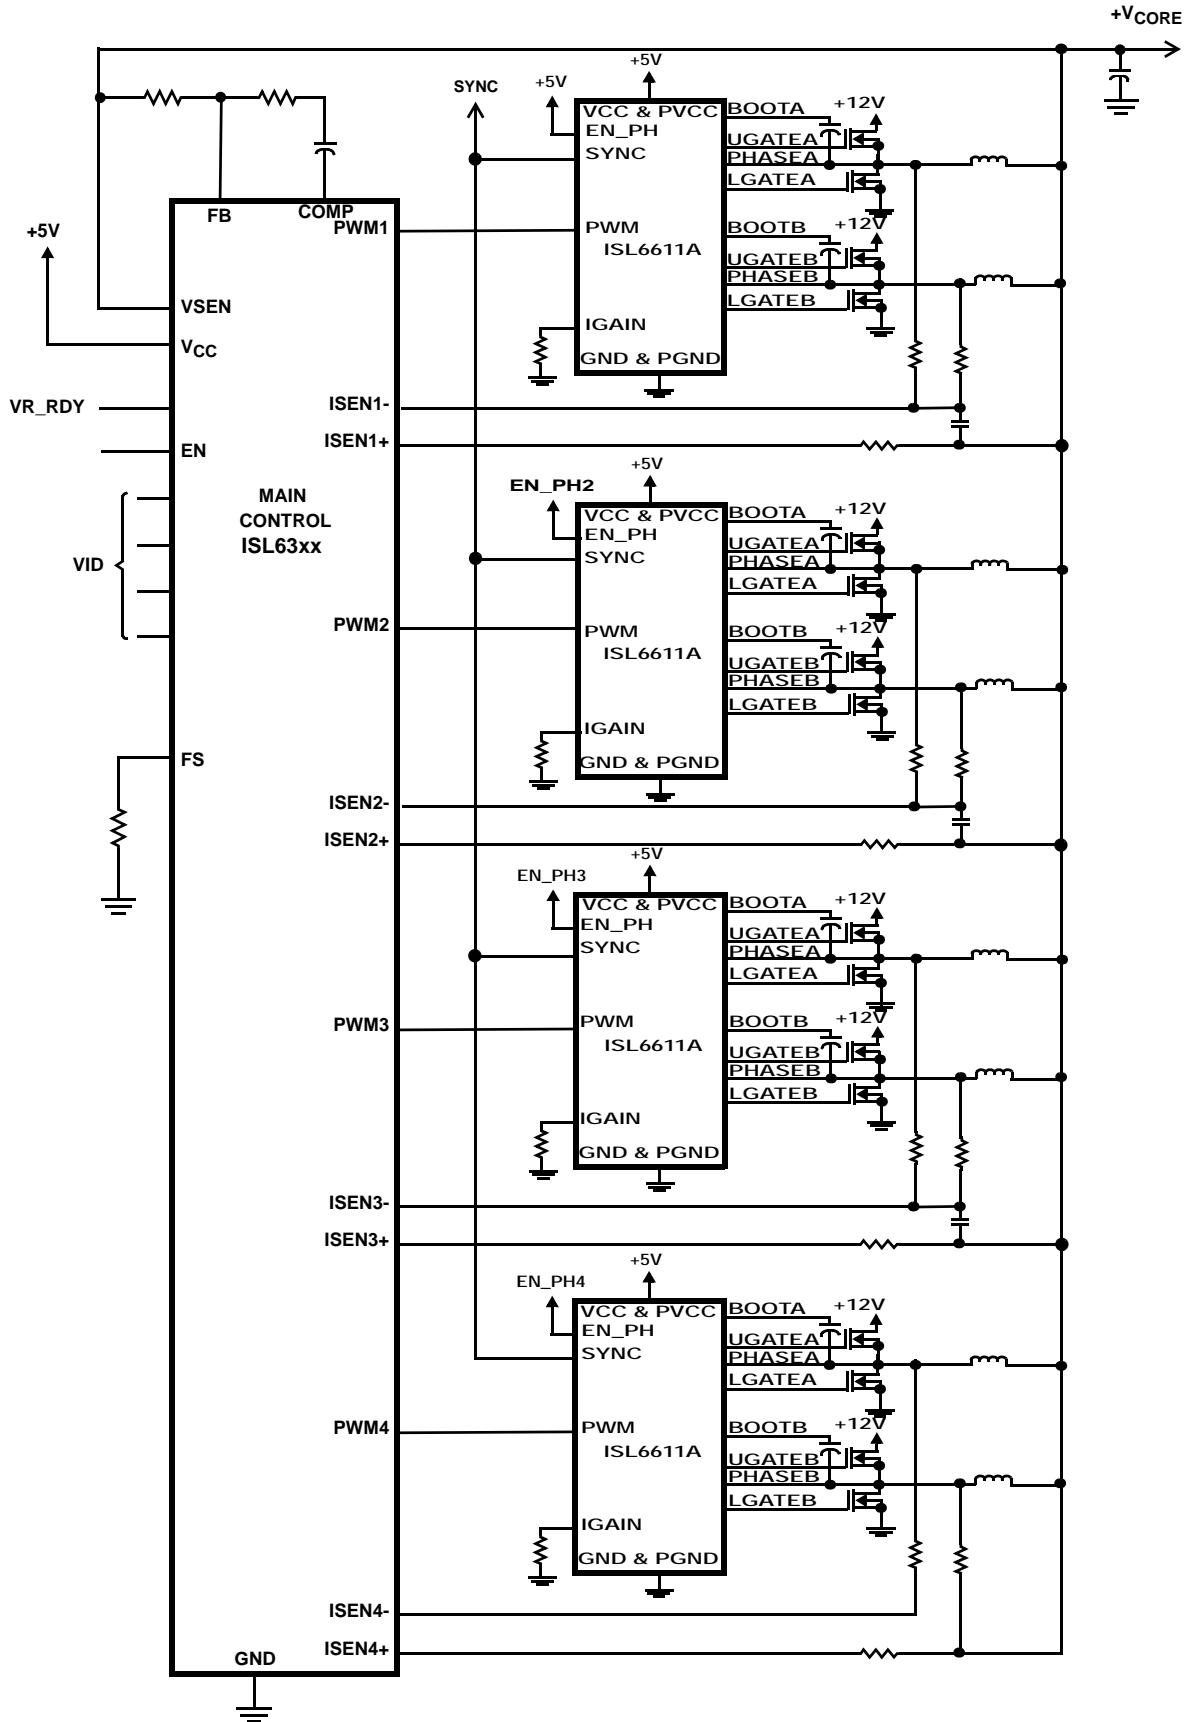 +VCORE
+5V
SYNC
+5V
VCC & PVCC
EN_PH
SYNC
PWM
ISL6611A
IGAIN
GND & PGND
BOOTA
+12V
UGATEA
PHASEA
LGATEA
BOOTB
+12V
UGATEB
PHASEB
LGATEB
FB
COMP
PWM1
+5V
VSEN
VCC
VR_RDY
EN
VID
MAIN
CONTROL
ISL63xx
ISEN1-
ISEN1+
+5V
EN_PH2
VCC & PVCC
EN_PH
SYNC
PWM
ISL6611A
IGAIN
GND & PGND
BOOTA
+12V
UGATEA
PHASEA
LGATEA
BOOTB
+12V
UGATEB
PHASEB
LGATEB
PWM2
FS
ISEN2-
ISEN2+
+5V
EN_PH3
VCC & PVCC
EN_PH
SYNC
PWM
ISL6611A
IGAIN
GND & PGND
BOOTA
+12V
UGATEA
PHASEA
LGATEA
BOOTB
+12V
UGATEB
PHASEB
LGATEB
PWM3
ISEN3-
ISEN3+
+5V
EN_PH4
VCC & PVCC
EN_PH
SYNC
PWM
ISL6611A
IGAIN
GND & PGND
BOOTA
+12V
UGATEA
PHASEA
LGATEA
BOOTB
+12V
UGATEB
PHASEB
LGATEB
PWM4
ISEN4-
ISEN4+
GND